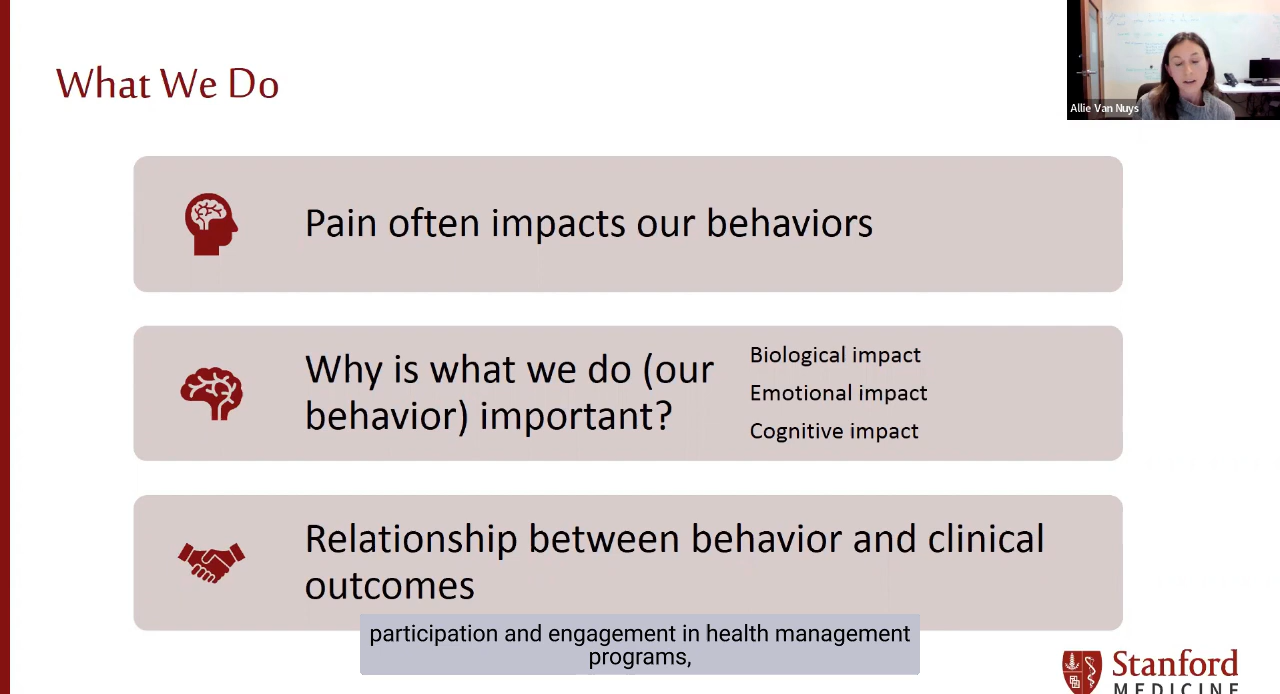 What We Do
Allie Van Nuys
Pain often impacts our behaviors
Why is what we do (our
behavior) important?
Biological impact
Emotional impact
Cognitive impact
Relationship between behavior and clinical
outcomes
participation and engagement in health management
programs,
Stanford
MEDICINE